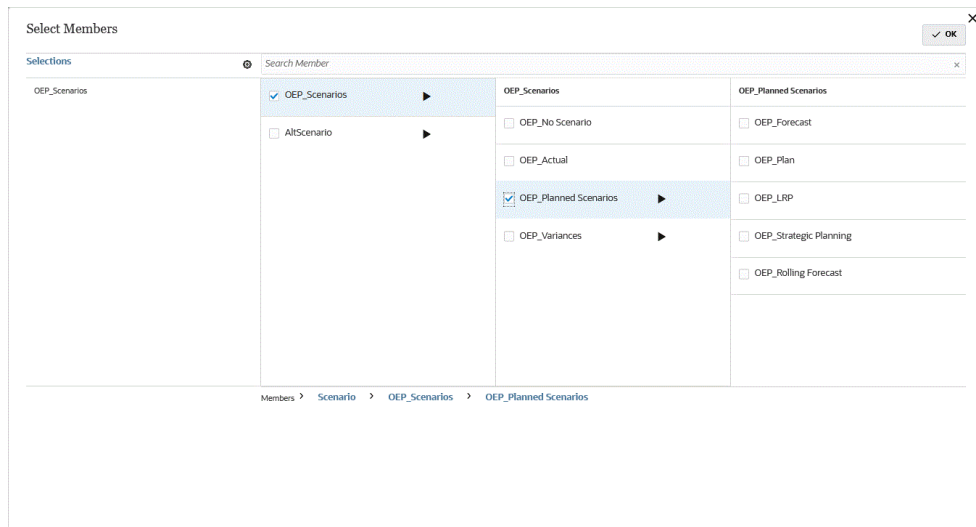 Select Members
OK
Selections
Search Member
OEP_Scenarios
OEP_Scenarios
AltScenario
OEP_Scenarios
OEP_No Scenario
OEP_Actual
OEP_Planned Scenarios
OEP_Variances
OEP_Planned Scenarios
OEP_Forecast
OEP_Plan
OEP_LRP
OEP_Strategic Planning
OEP_Rolling Forecast
Members > Scenario > OEP_Scenarios > OEP_Planned Scenarios